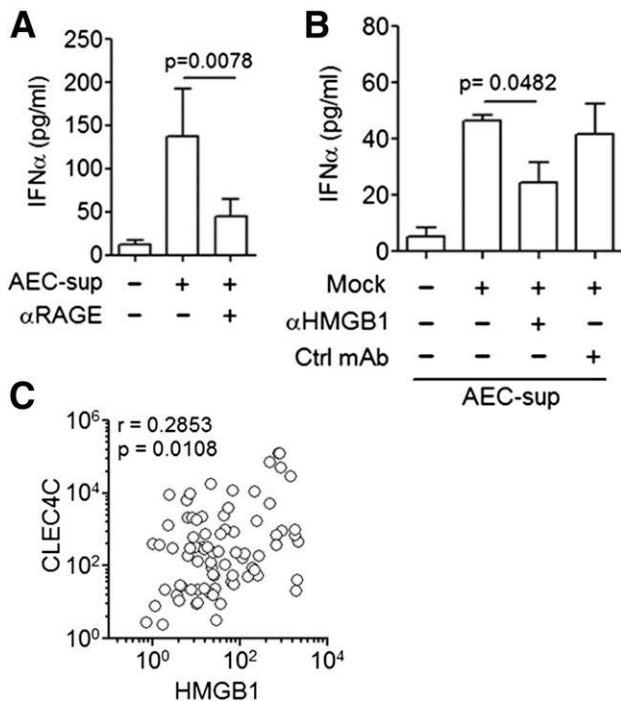 A
IFNα (pg/ml)
250
200
150
100
50
0
p=0.0078
AEC-sup - + +
αRAGE - - +
B
IFNα (pg/ml)
80
60
40
20
0
p= 0.0482
Mock - + + +
αHMGB1 - - + -
Ctrl mAb - - - +
AEC-sup
C
r = 0.2853
p = 0.0108
CLEC4C
10⁶
10⁴
10²
10⁰
10⁰ 10² 10⁴
HMGB1